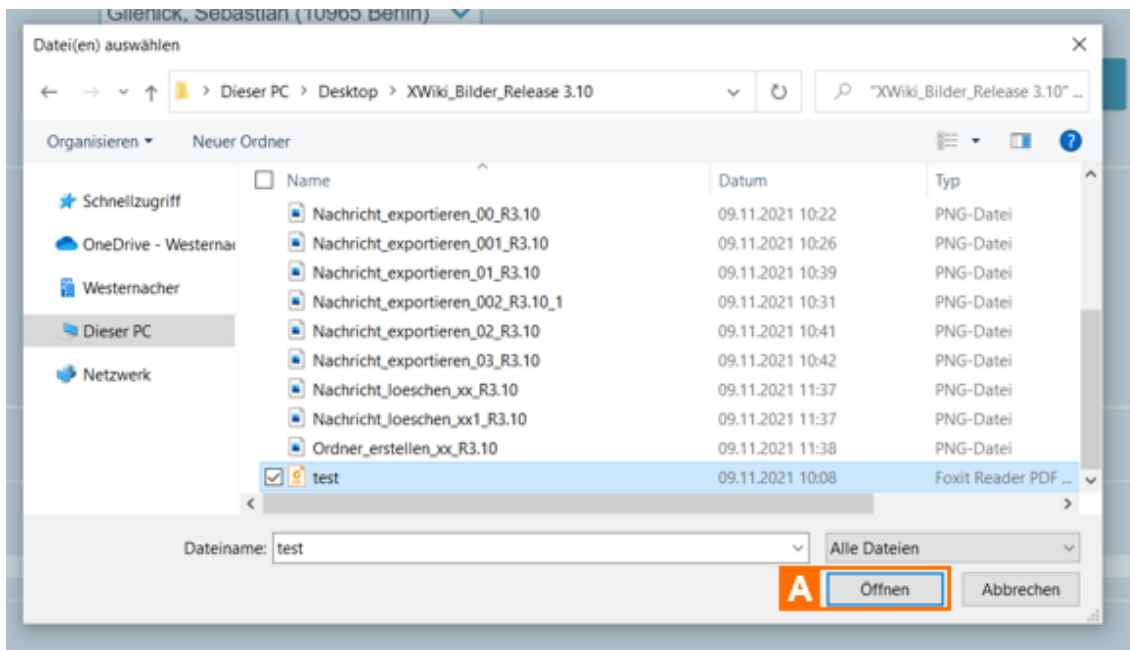 Gllenick, Sebastian (10965 Berlin)
Datei(en) auswählen
Dieser PC > Desktop > XWiki_Bilder_Release 3.10
"XWiki_Bilder_Release 3.10" ...
Organisieren Neuer Ordner
Name Datum Typ
Schnellzugriff
OneDrive - Westernac
Westernacher
Dieser PC
Netzwerk
Nachricht_exportieren_00_R3.10 09.11.2021 10:22 PNG-Datei
Nachricht_exportieren_001_R3.10 09.11.2021 10:26 PNG-Datei
Nachricht_exportieren_01_R3.10 09.11.2021 10:39 PNG-Datei
Nachricht_exportieren_002_R3.10_1 09.11.2021 10:31 PNG-Datei
Nachricht_exportieren_02_R3.10 09.11.2021 10:41 PNG-Datei
Nachricht_exportieren_03_R3.10 09.11.2021 10:42 PNG-Datei
Nachricht_loeschen_xx_R3.10 09.11.2021 11:37 PNG-Datei
Nachricht_loeschen_xx1_R3.10 09.11.2021 11:37 PNG-Datei
Ordner_erstellen_xx_R3.10 09.11.2021 11:38 PNG-Datei
test 09.11.2021 10:08 Foxit Reader PDF ...
Dateiname: test Alle Dateien
A Öffnen Abbrechen